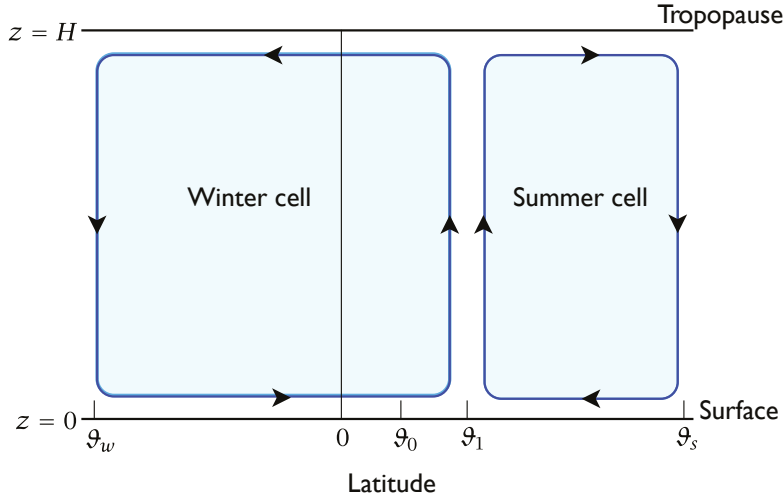 Tropopause
z = H
Winter cell
Summer cell
z = 0
Surface
ϑw 0 ϑ0 ϑ1 ϑs
Latitude